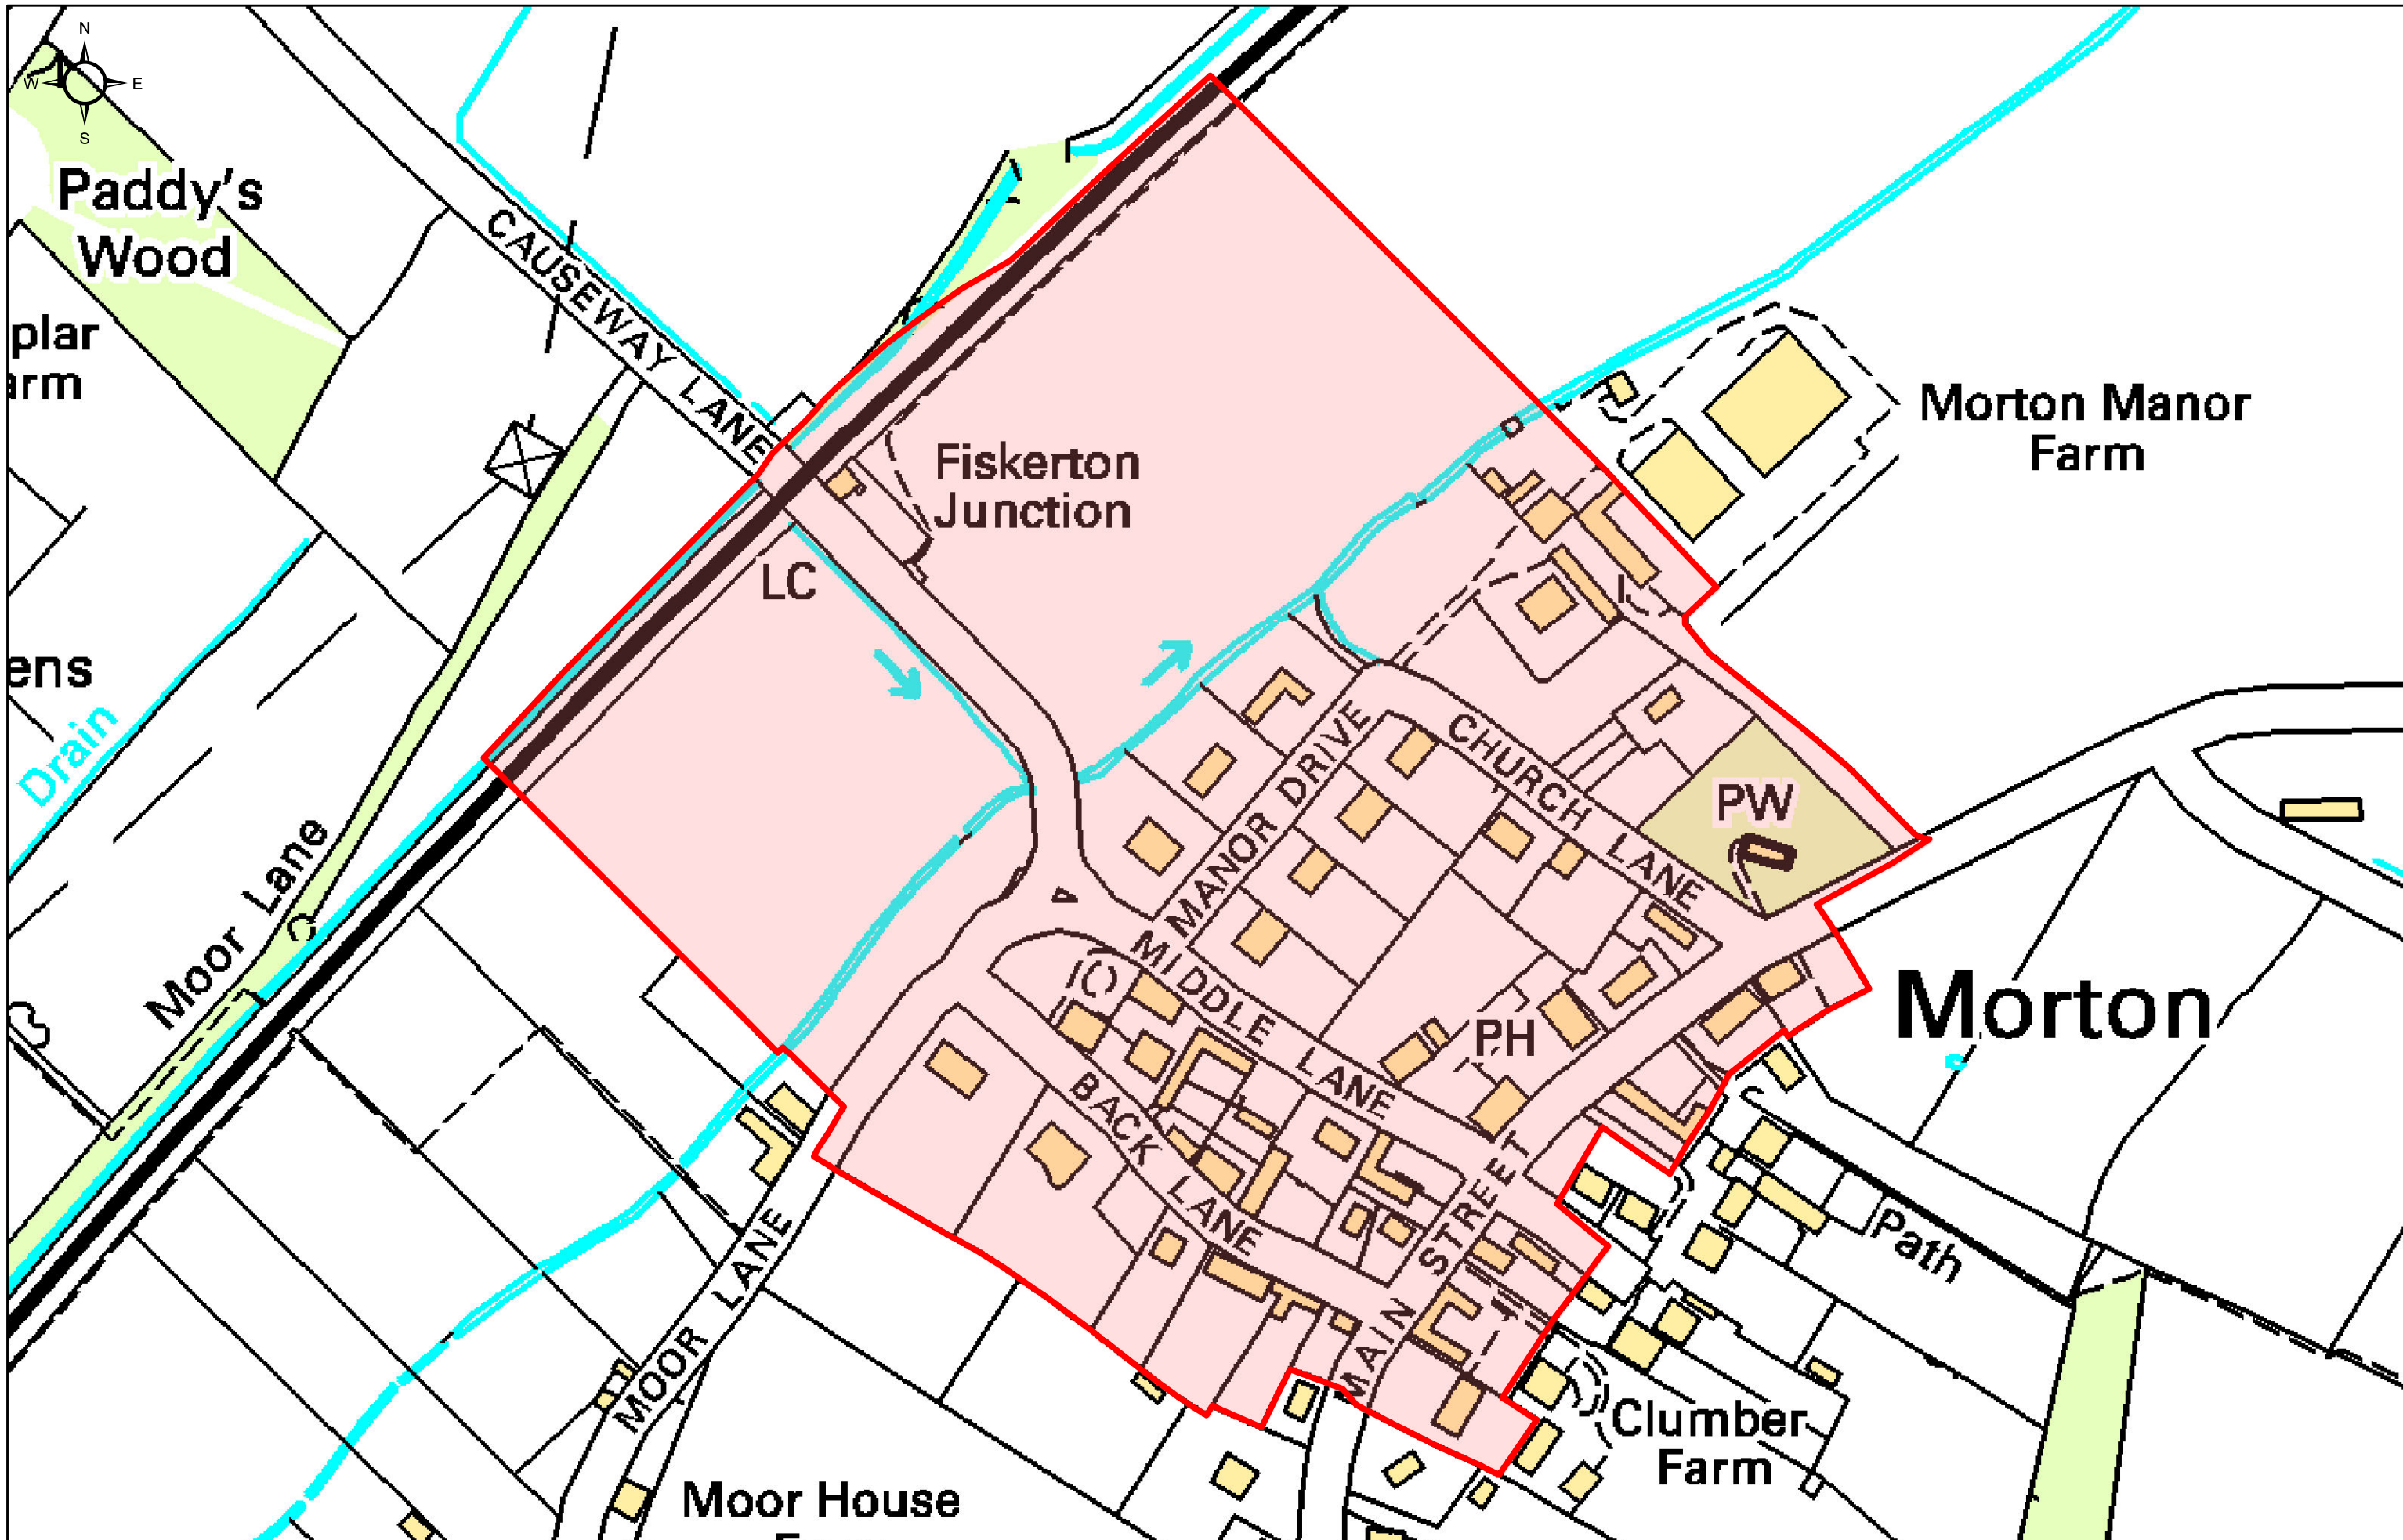 N
W
E
S
Paddy's
Wood
CAUSEWAY LANE
plar
arm
Morton Manor
Farm
Fiskerton
Junction
LC
ens
Drain
Moor Lane
MANOR DRIVE
CHURCH LANE
PW
MIDDLE LANE
Morton
PH
BACK LANE
MAIN STREET
Path
MOOR LANE
Clumber
Farm
Moor House